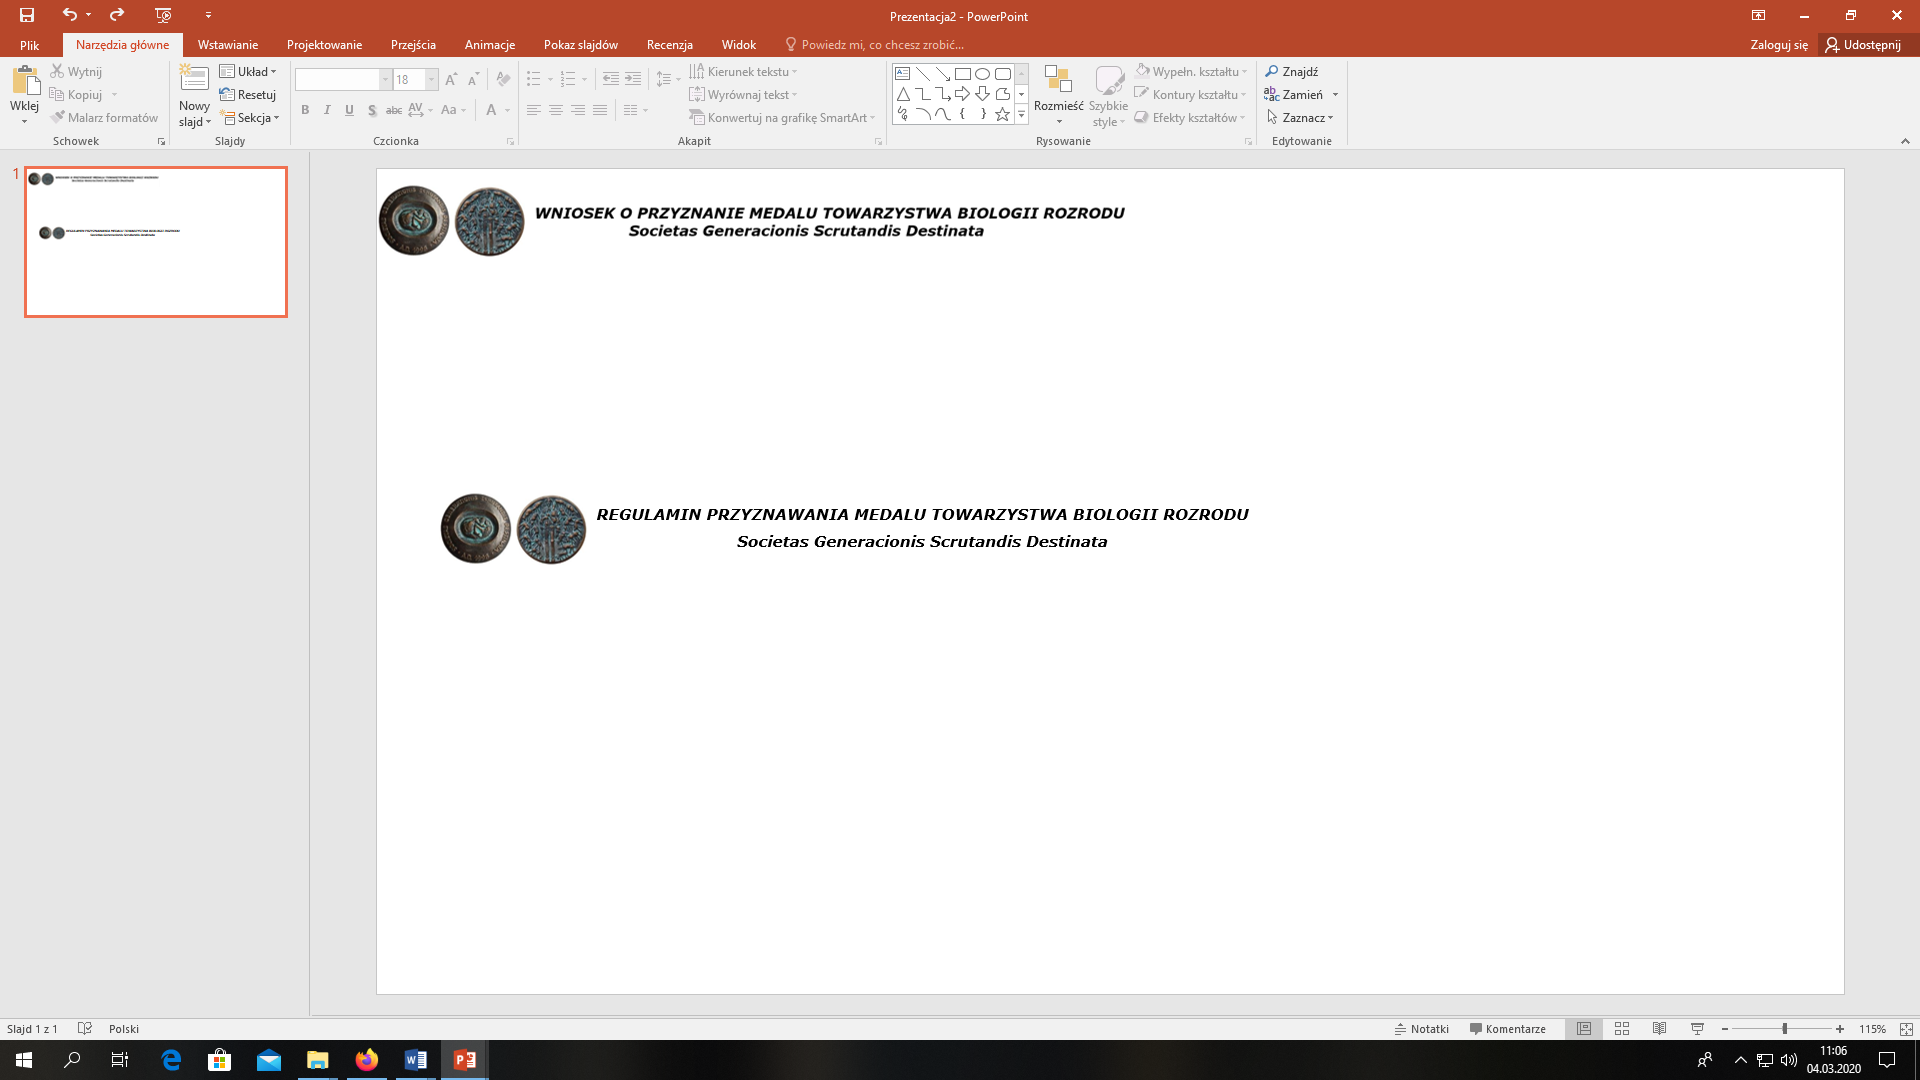 Prezentacja2 - PowerPoint
Plik
Narzędzia główne
Wstawianie
Projektowanie
Przejścia
Animacje
Pokaz slajdów
Recenzja
Widok
Powiedz mi, co chcesz zrobić...
Zaloguj się
Udostępnij
Wklej
Wytnij
Kopiuj
Malarz formatów
Schowek
Nowy
slajd
Układ
Resetuj
Sekcja
Slajdy
18
B I U S abc AV Aa A
Czcionka
Kierunek tekstu
Wyrównaj tekst
Konwertuj na grafikę SmartArt
Akapit
Rozmieść
Szybkie
style
Wypełn. kształtu
Kontury kształtu
Efekty kształtów
Rysowanie
Znajdź
Zamień
Zaznacz
Edytowanie
1
WNIOSEK O PRZYZNANIE MEDALU TOWARZYSTWA BIOLOGII ROZRODU
Societas Generacionis Scrutandis Destinata
REGULAMIN PRZYZNAWANIA MEDALU TOWARZYSTWA BIOLOGII ROZRODU
Societas Generacionis Scrutandis Destinata
Slajd 1 z 1
Polski
Notatki
Komentarze
115%
11:06
04.03.2020